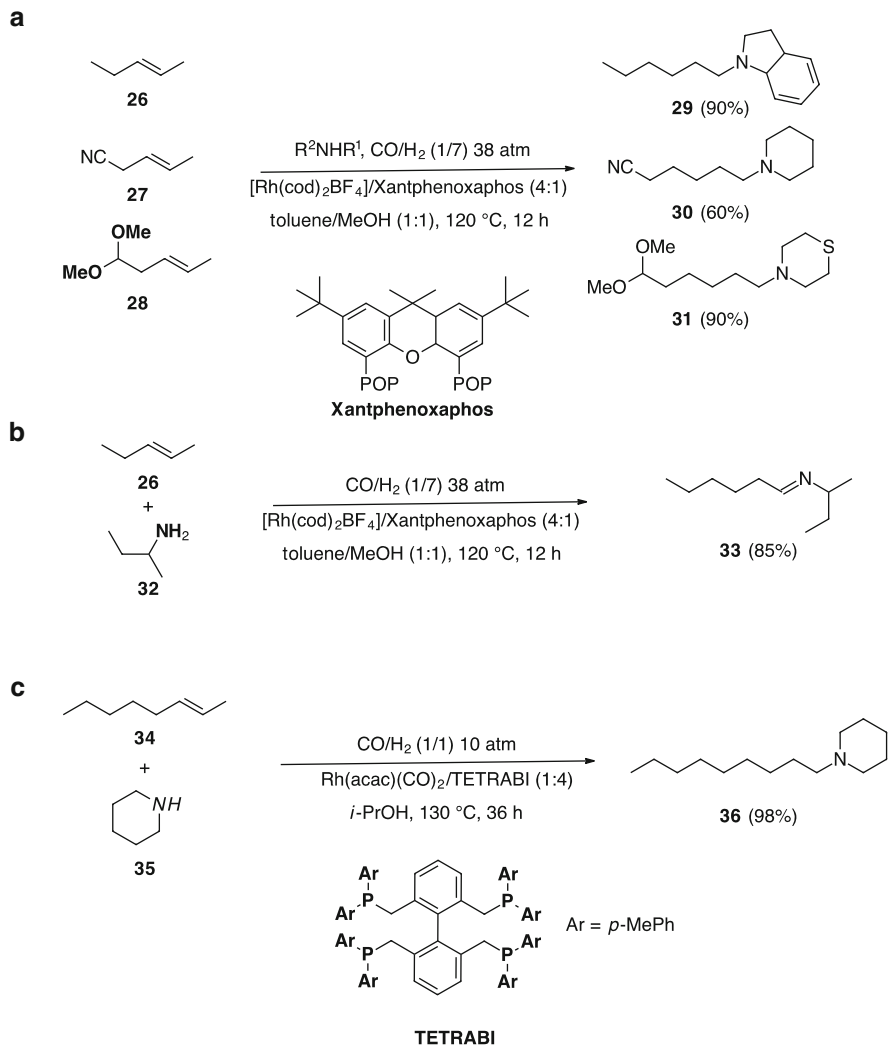 a
26
NC
27
OMe
MeO
28
R²NHR¹, CO/H₂ (1/7) 38 atm
[Rh(cod)₂BF₄]/Xantphenoxaphos (4:1)
toluene/MeOH (1:1), 120 °C, 12 h
O
POP POP
Xantphenoxaphos
N
29 (90%)
NC N
30 (60%)
OMe
MeO N S
31 (90%)
b
26
+
NH₂
32
CO/H₂ (1/7) 38 atm
[Rh(cod)₂BF₄]/Xantphenoxaphos (4:1)
toluene/MeOH (1:1), 120 °C, 12 h
N
33 (85%)
c
34
+
NH
35
CO/H₂ (1/1) 10 atm
Rh(acac)(CO)₂/TETRABI (1:4)
i-PrOH, 130 °C, 36 h
N
36 (98%)
Ar Ar
P P
Ar Ar
Ar Ar
P P
Ar Ar
Ar = p-MePh
TETRABI